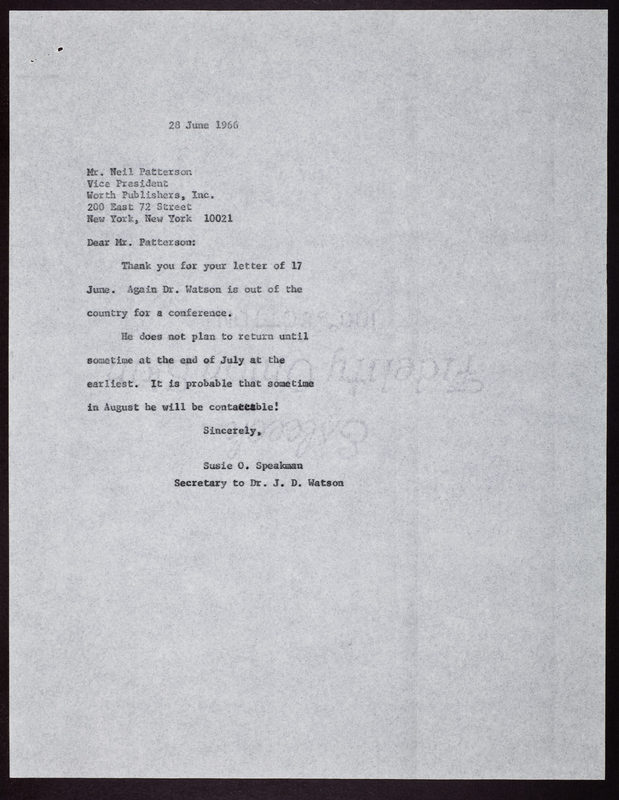 28 June 1966
Mr. Neil Patterson
Vice President
Worth Publishers, Inc.
200 East 72 Street
New York, New York 10021
Dear Mr. Patterson:
Thank you for your letter of 17
June. Again Dr. Watson is out of the
country for a conference.
He does not plan to return until
sometime at the end of July at the
earliest. It is probable that sometime
in August he will be contactable!
Sincerely,
Susie O. Speakman
Secretary to Dr. J. D. Watson